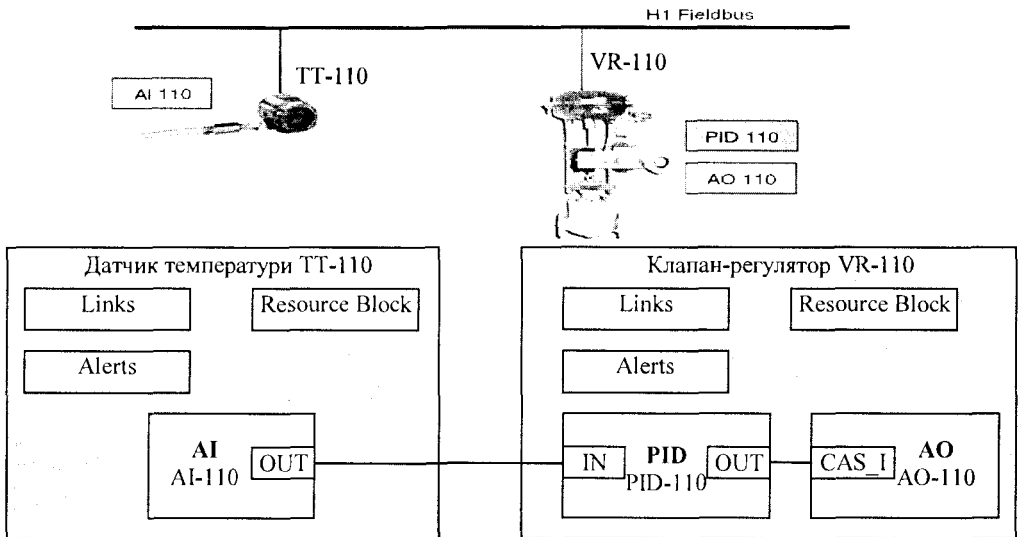 H1 Fieldbus
TT-110
VR-110
AI 110
PID 110
AO 110
Датчик температури TT-110
Links
Resource Block
Alerts
AI
AI-110
OUT
Клапан-регулятор VR-110
Links
Resource Block
Alerts
IN
PID
PID-110
OUT
CAS_I
AO
AO-110